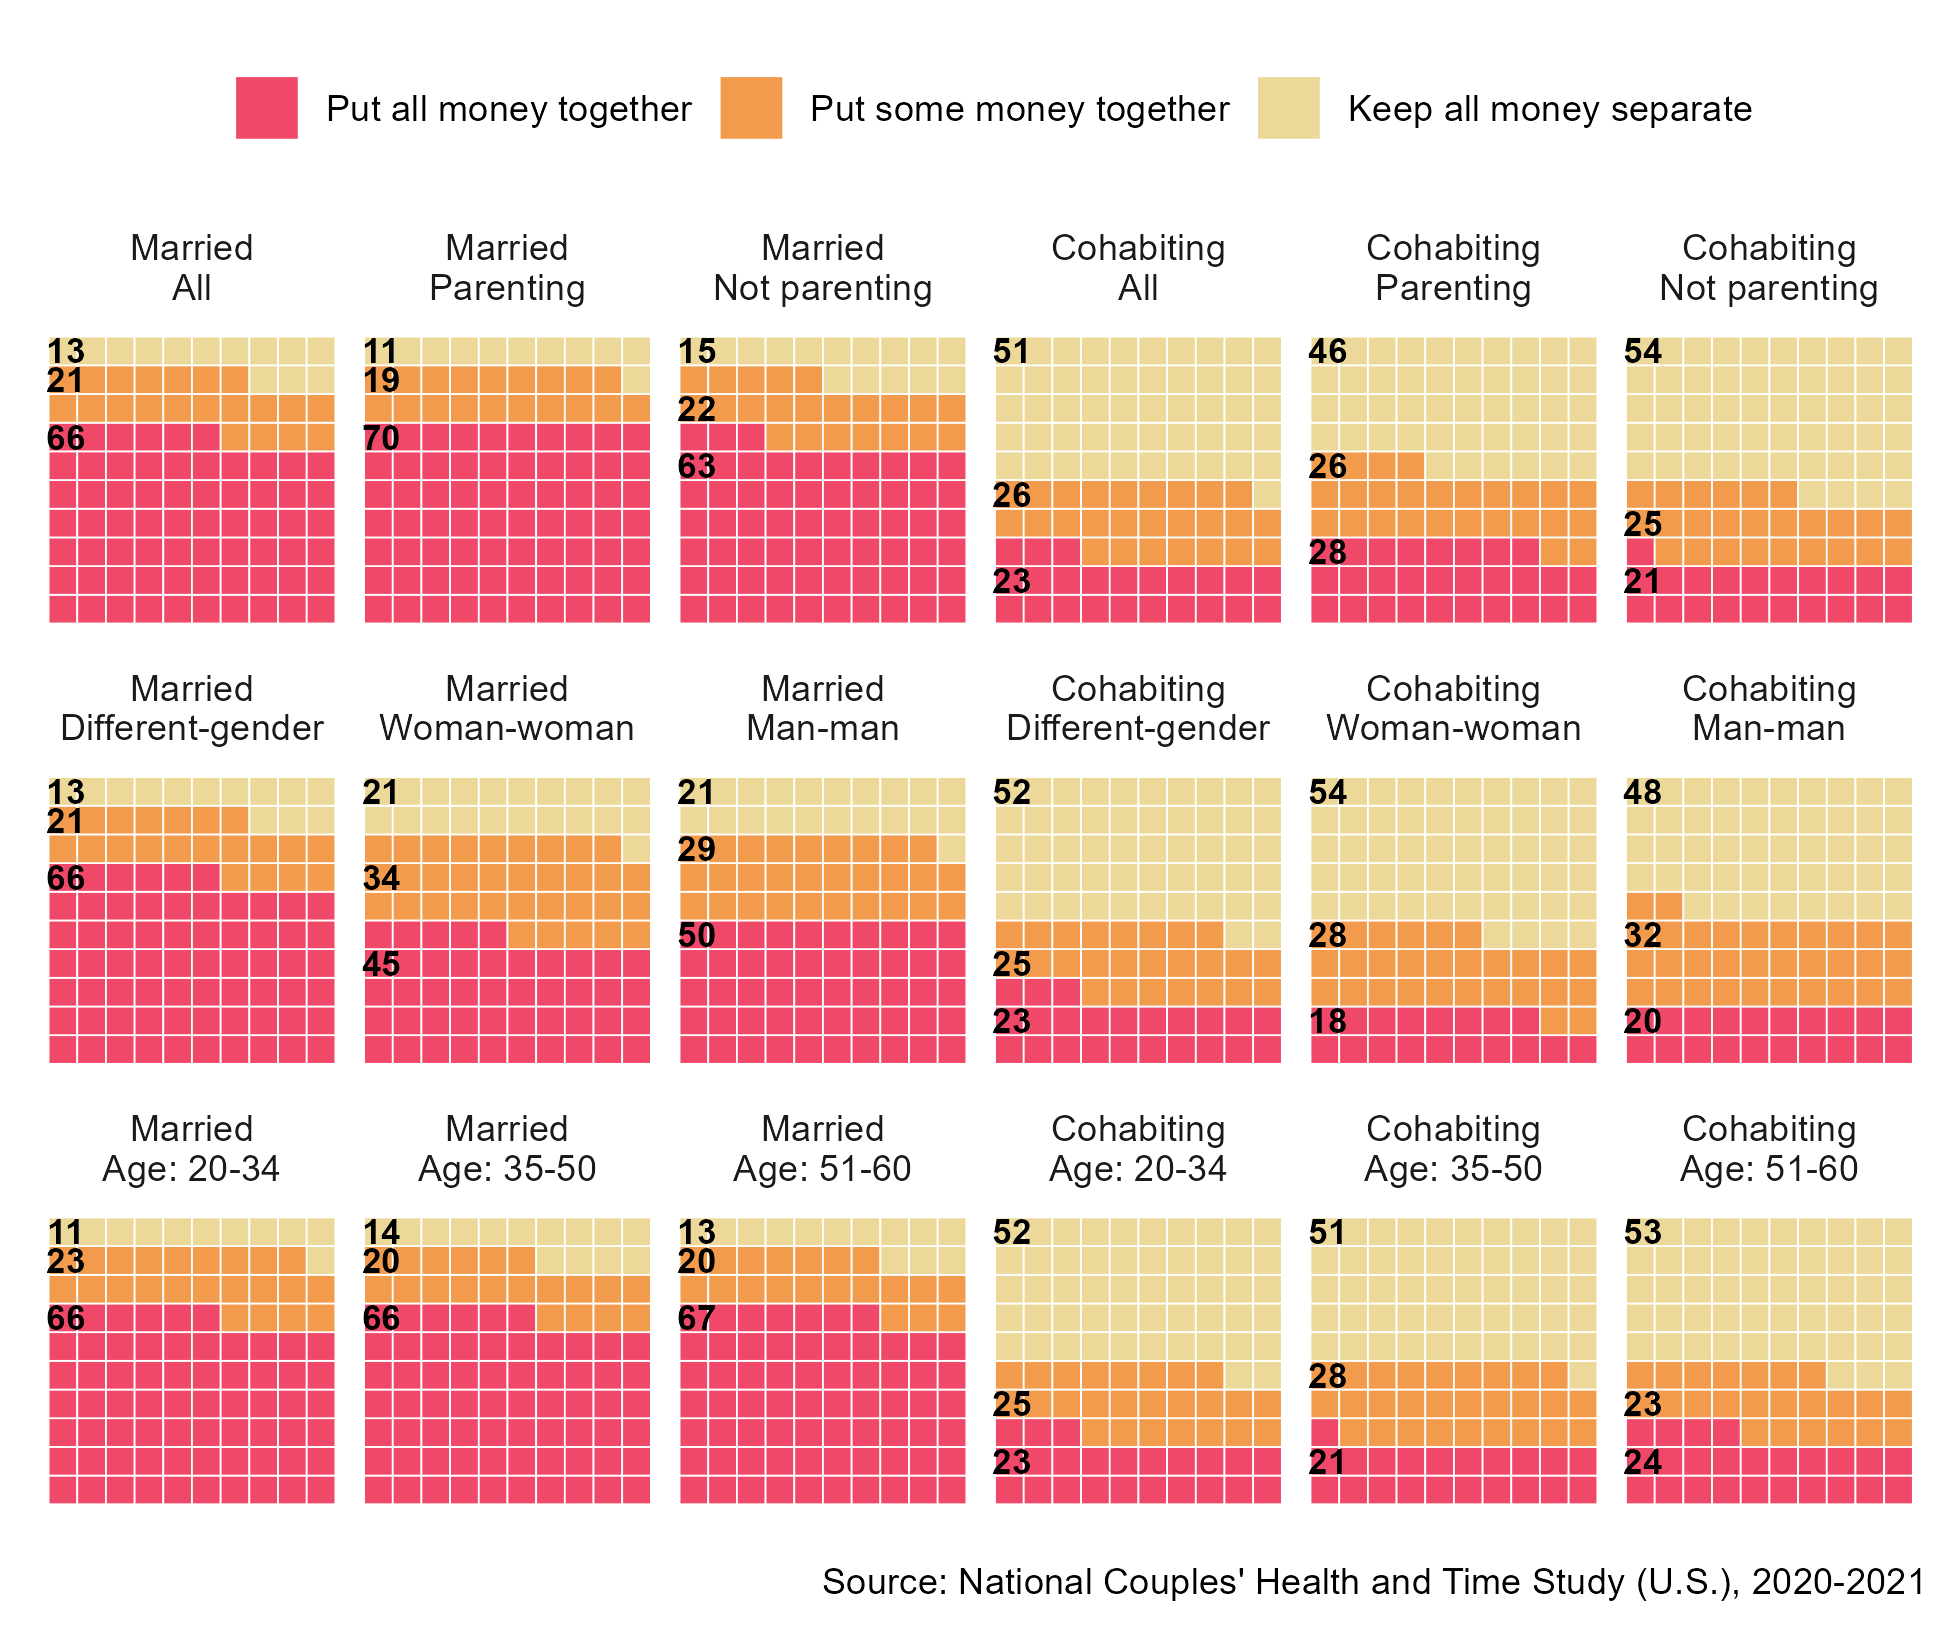 Put all money together Put some money together Keep all money separate
Married Married Married Cohabiting Cohabiting Cohabiting
All Parenting Not parenting All Parenting Not parenting
13 11 15 51 46 54
21 19
22
66 70
63 26
26
25
28
23 21
Married Married Married Cohabiting Cohabiting Cohabiting
Different-gender Woman-woman Man-man Different-gender Woman-woman Man-man
13 21 21 52 54 48
21
29
66 34
50 28 32
45 25
23 18 20
Married Married Married Cohabiting Cohabiting Cohabiting
Age: 20-34 Age: 35-50 Age: 51-60 Age: 20-34 Age: 35-50 Age: 51-60
11 14 13 52 51 53
23 20 20
66 66 67
28
25 23
23 21 24
Source: National Couples' Health and Time Study (U.S.), 2020-2021